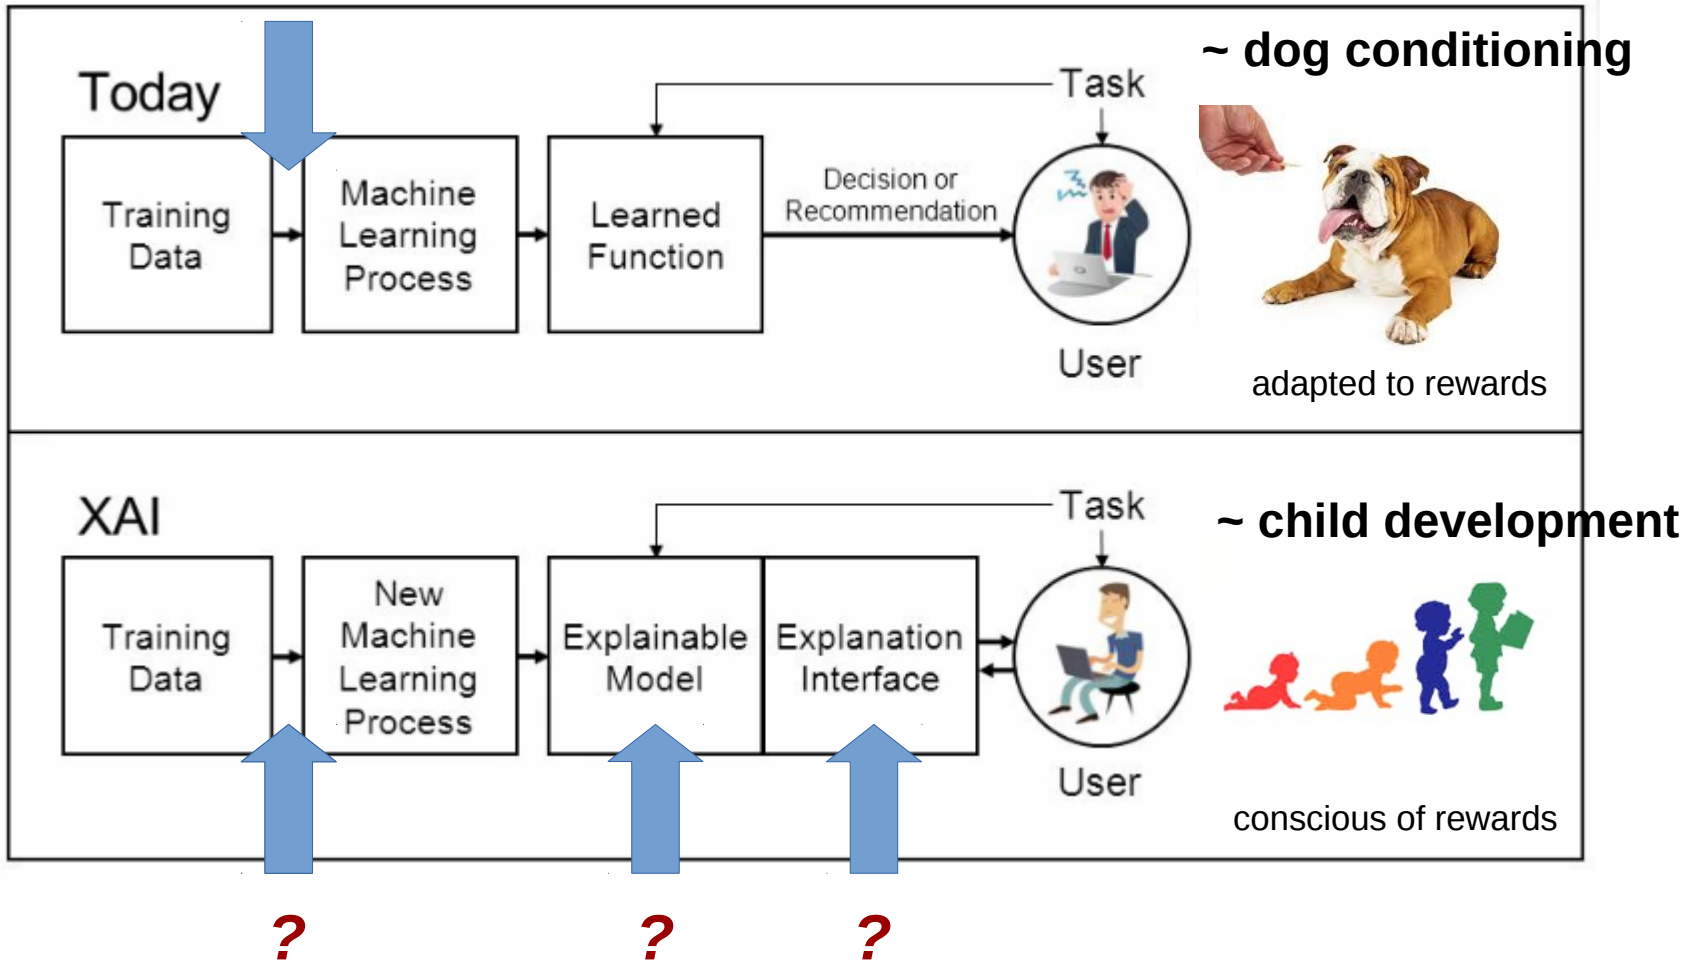 Today
~ dog conditioning
Task
Training
Data
Machine
Learning
Process
Learned
Function
Decision or
Recommendation
User
adapted to rewards
XAI
~ child development
Task
Training
Data
New
Machine
Learning
Process
Explainable
Model
Explanation
Interface
User
conscious of rewards
? ? ?